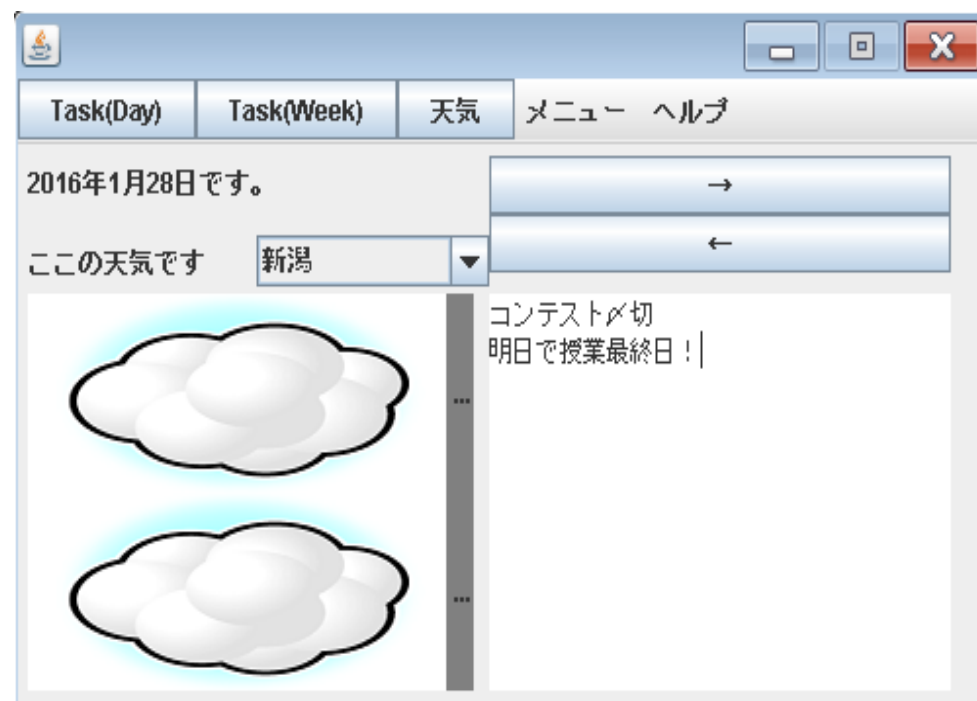 Task(Day) Task(Week) 天気 メニュー ヘルプ
2016年1月28日です。
→
←
ここの天気です 新潟
コンテスト〆切
明日で授業最終日！
...
...